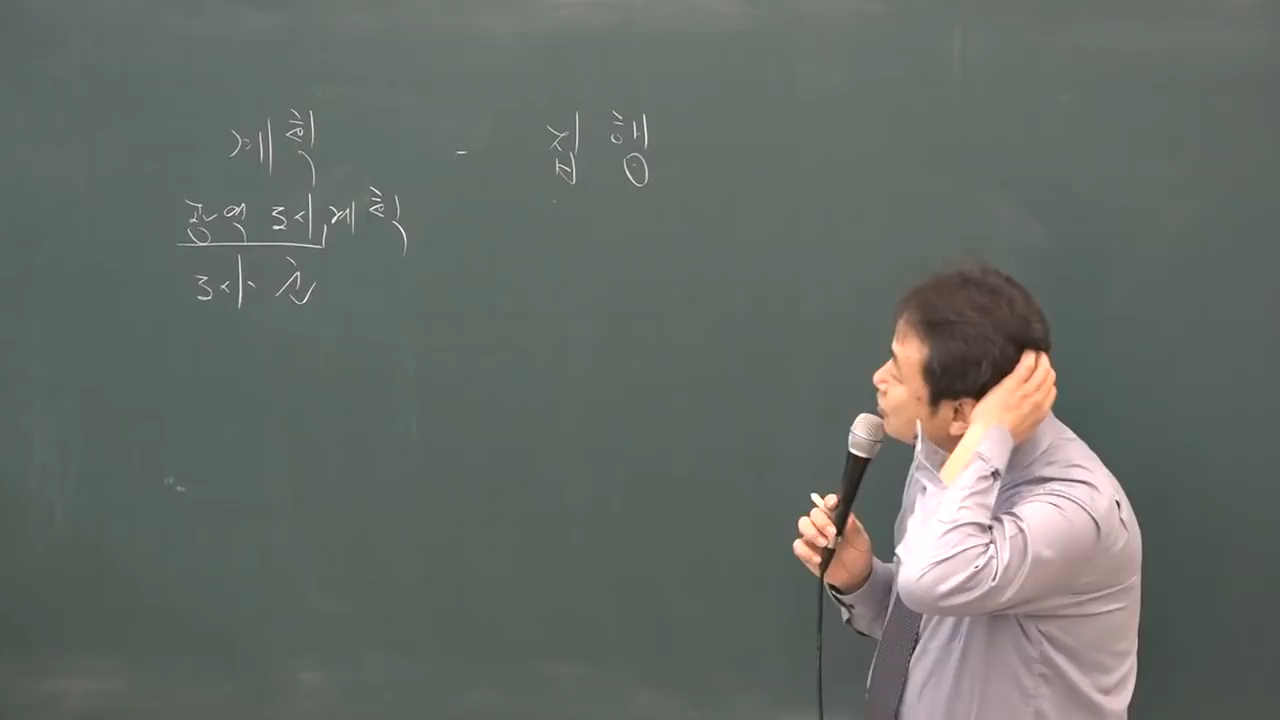 계획 - 집행
광역 도시계획
도시·군